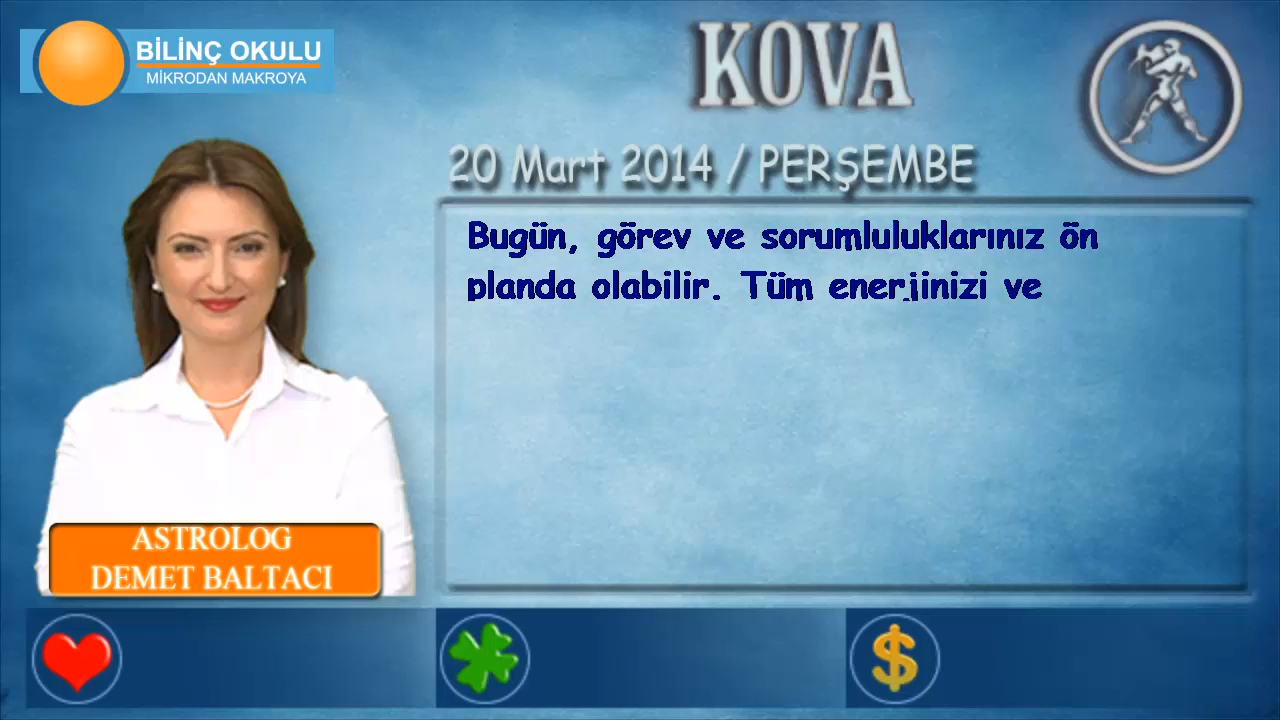 BİLİNÇ OKULU
MİKRODAN MAKROYA
KOVA
20 Mart 2014 / PERŞEMBE
Bugün, görev ve sorumluluklarınız ön
planda olabilir. Tüm enerjinizi ve
ASTROLOG
DEMET BALTACI